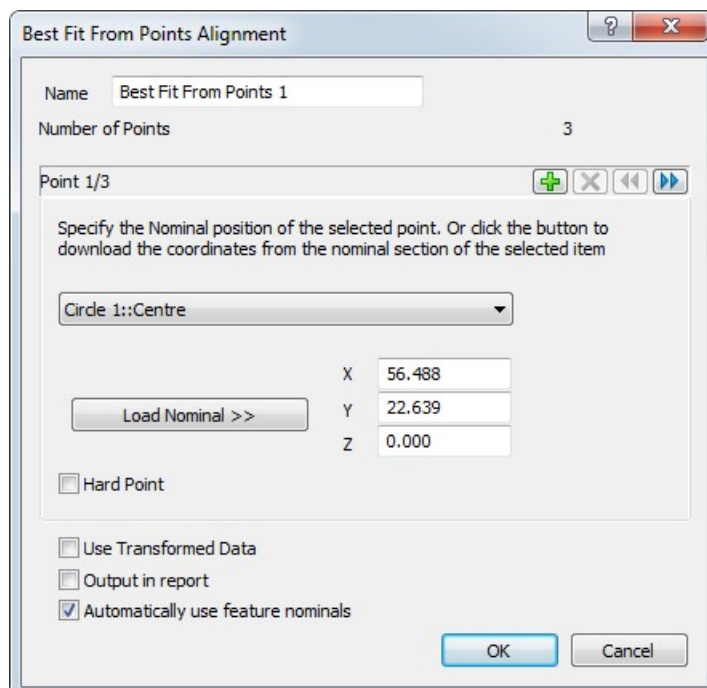 Best Fit From Points Alignment
Name Best Fit From Points 1
Number of Points 3
Point 1/3
Specify the Nominal position of the selected point. Or click the button to
download the coordinates from the nominal section of the selected item
Circle 1::Centre
X 56.488
Load Nominal >> Y 22.639
Z 0.000
Hard Point
Use Transformed Data
Output in report
Automatically use feature nominals
OK Cancel